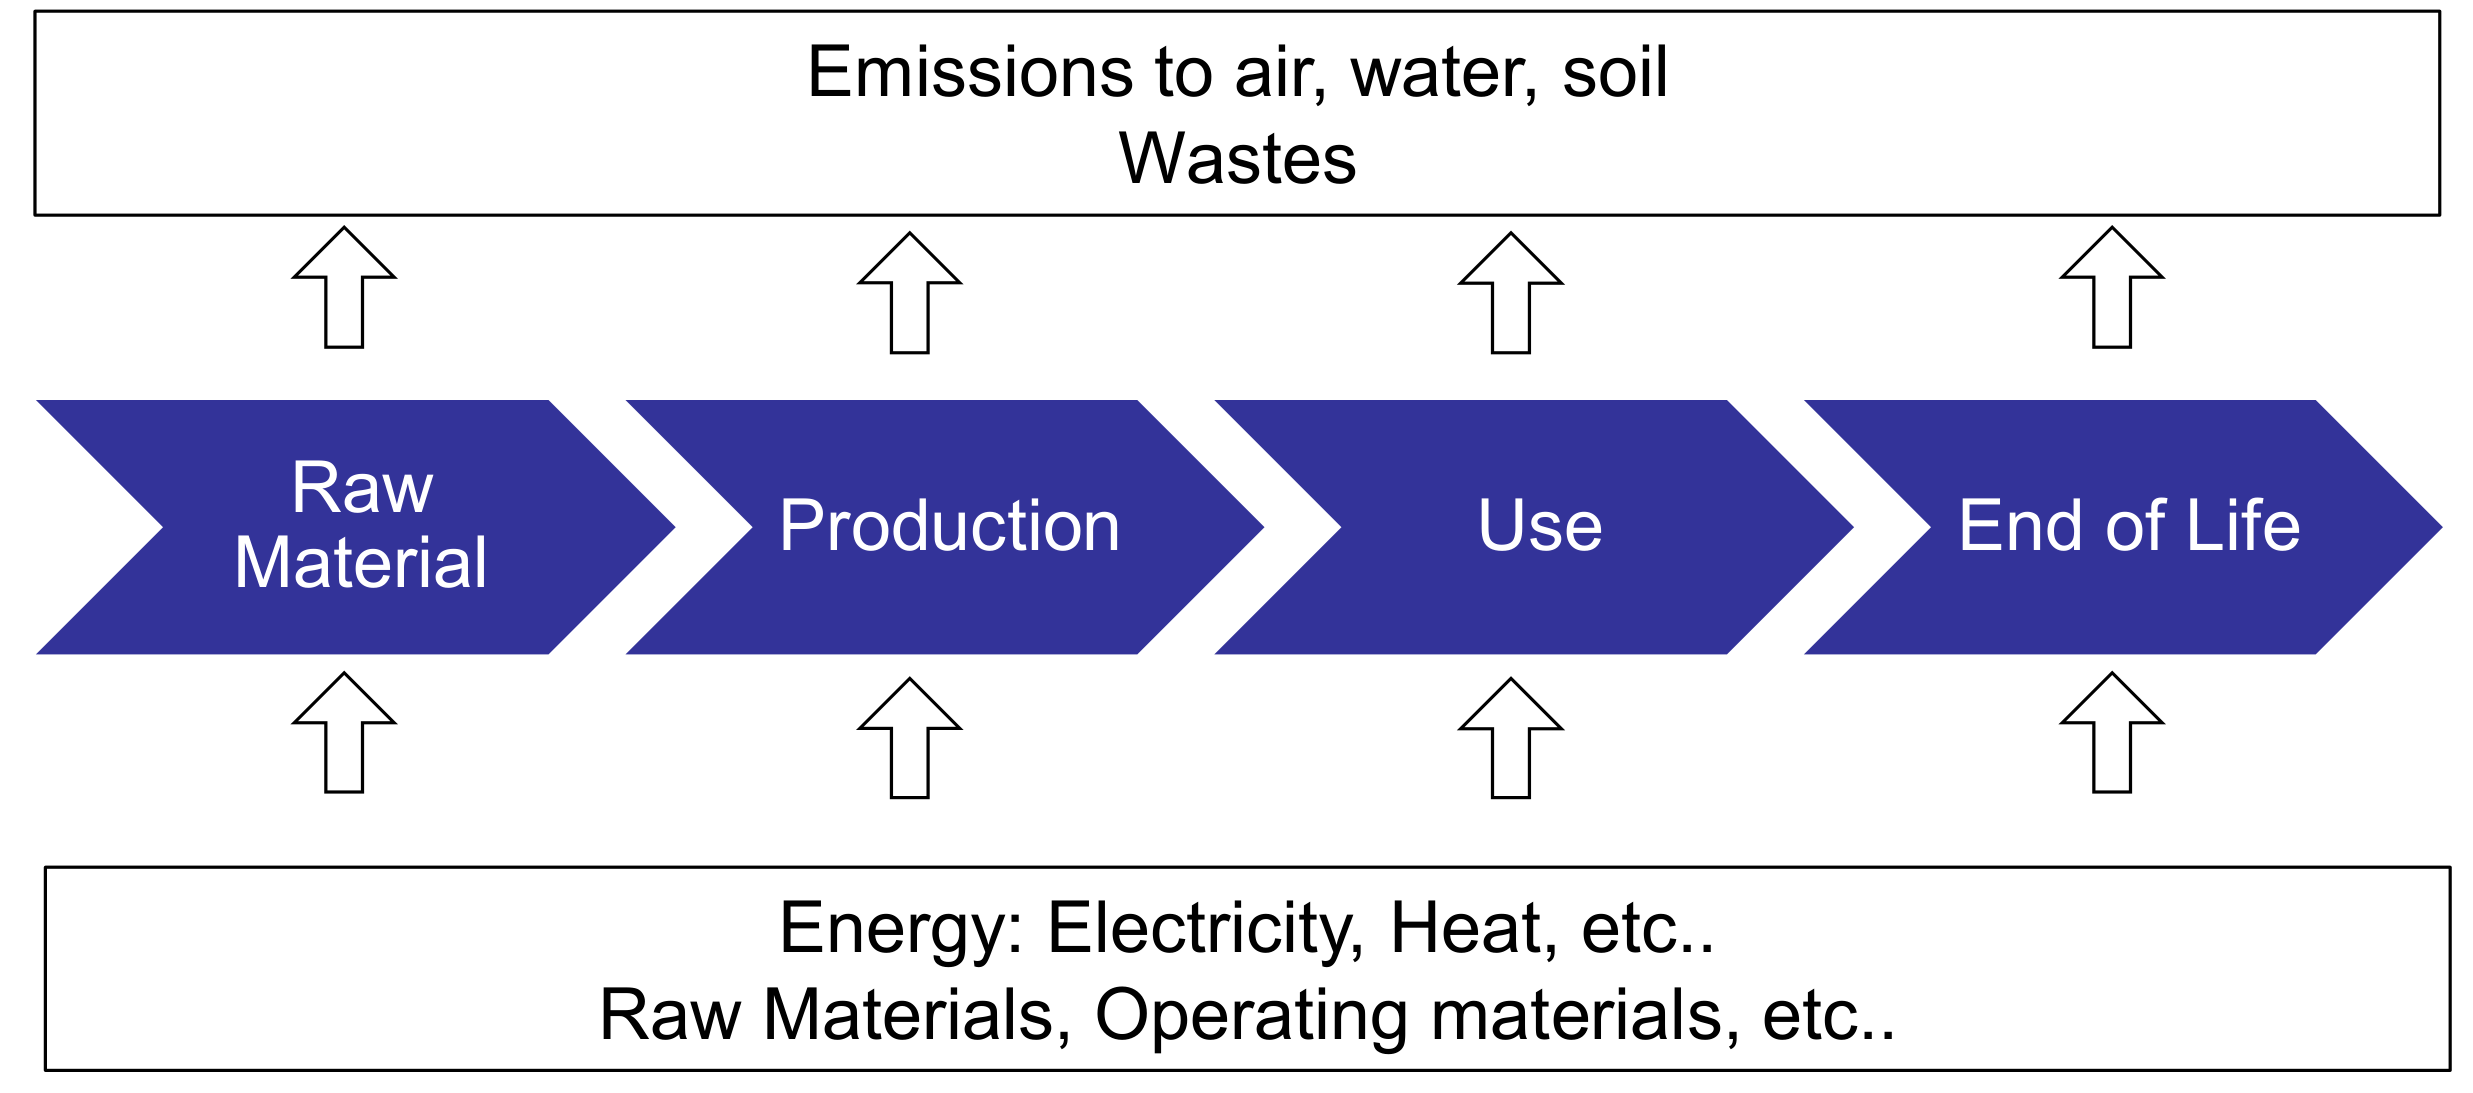 Emissions to air, water, soil
Wastes
Raw
Material
Production
Use
End of Life
Energy: Electricity, Heat, etc..
Raw Materials, Operating materials, etc..